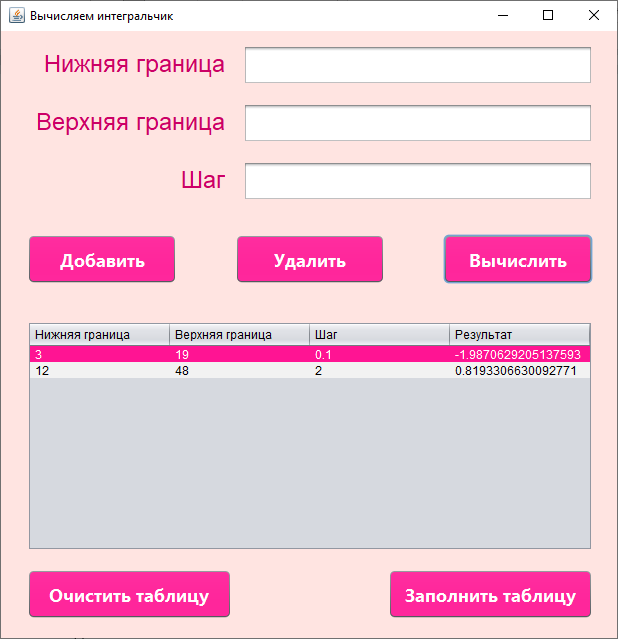 Вычисляем интегральчик
Нижняя граница
Верхняя граница
Шаг
Добавить Удалить Вычислить
Нижняя граница Верхняя граница Шаг Результат
3 19 0.1 -1.9870629205137593
12 48 2 0.8193306630092771
Очистить таблицу Заполнить таблицу